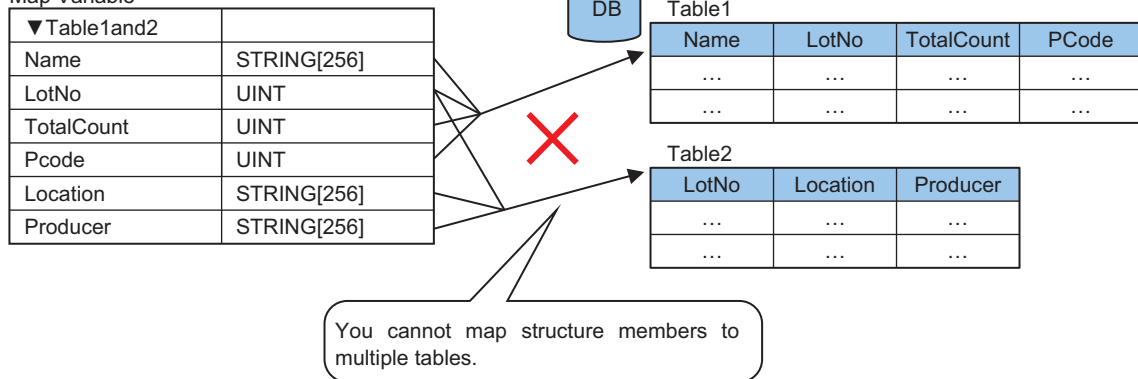 Map Variable
▼Table1and2
Name STRING[256]
LotNo UINT
TotalCount UINT
Pcode UINT
Location STRING[256]
Producer STRING[256]
DB
Table1
Name LotNo TotalCount PCode
… … … …
… … … …
Table2
LotNo Location Producer
… … …
… … …
You cannot map structure members to
multiple tables.